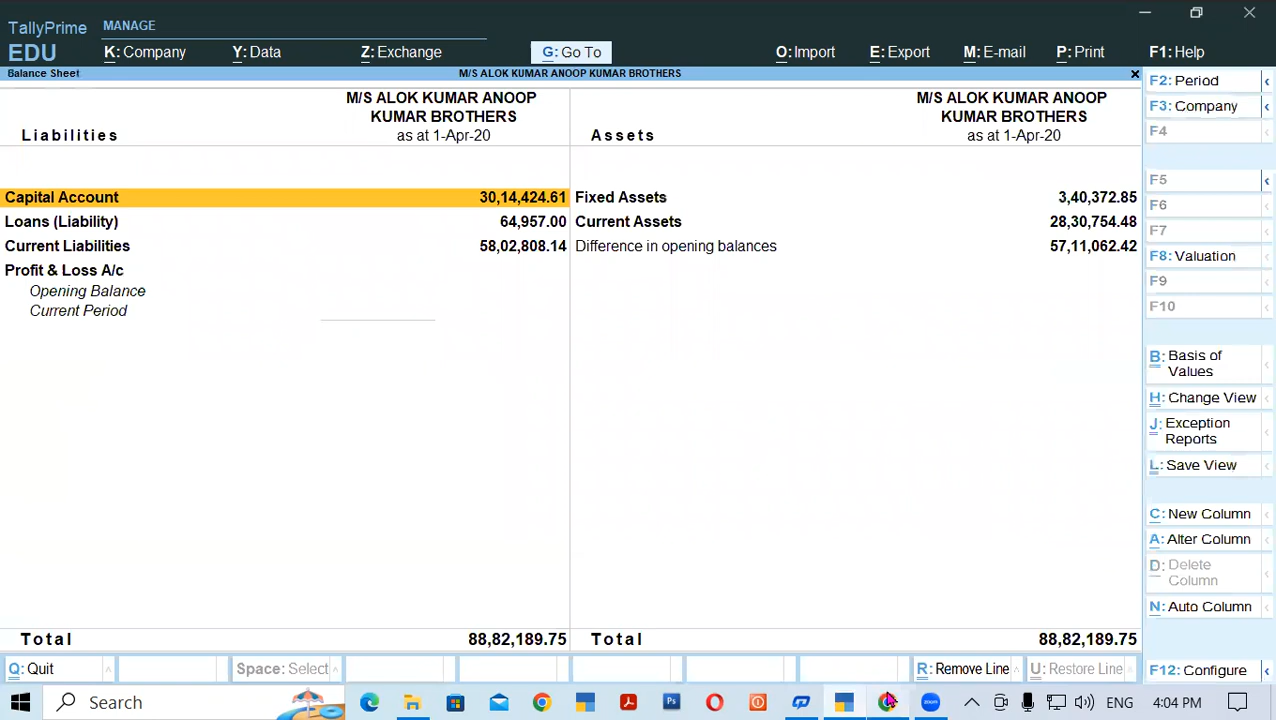 TallyPrime
MANAGE
EDU
K: Company
Y: Data
Z: Exchange
G: Go To
O: Import
E: Export
M: E-mail
P: Print
F1: Help
Balance Sheet
M/S ALOK KUMAR ANOOP KUMAR BROTHERS
Liabilities
M/S ALOK KUMAR ANOOP
KUMAR BROTHERS
as at 1-Apr-20
Assets
M/S ALOK KUMAR ANOOP
KUMAR BROTHERS
as at 1-Apr-20
Capital Account 30,14,424.61
Loans (Liability) 64,957.00
Current Liabilities 58,02,808.14
Profit & Loss A/c
Opening Balance
Current Period
Fixed Assets 3,40,372.85
Current Assets 28,30,754.48
Difference in opening balances 57,11,062.42
Total 88,82,189.75
Total 88,82,189.75
F2: Period
F3: Company
F4
F5
F6
F7
F8: Valuation
F9
F10
B: Basis of
Values
H: Change View
J: Exception
Reports
L: Save View
C: New Column
A: Alter Column
D: Delete
Column
N: Auto Column
F12: Configure
Q: Quit
Space: Select
R: Remove Line
U: Restore Line
Search
Ps
zoom
ENG
4:04 PM